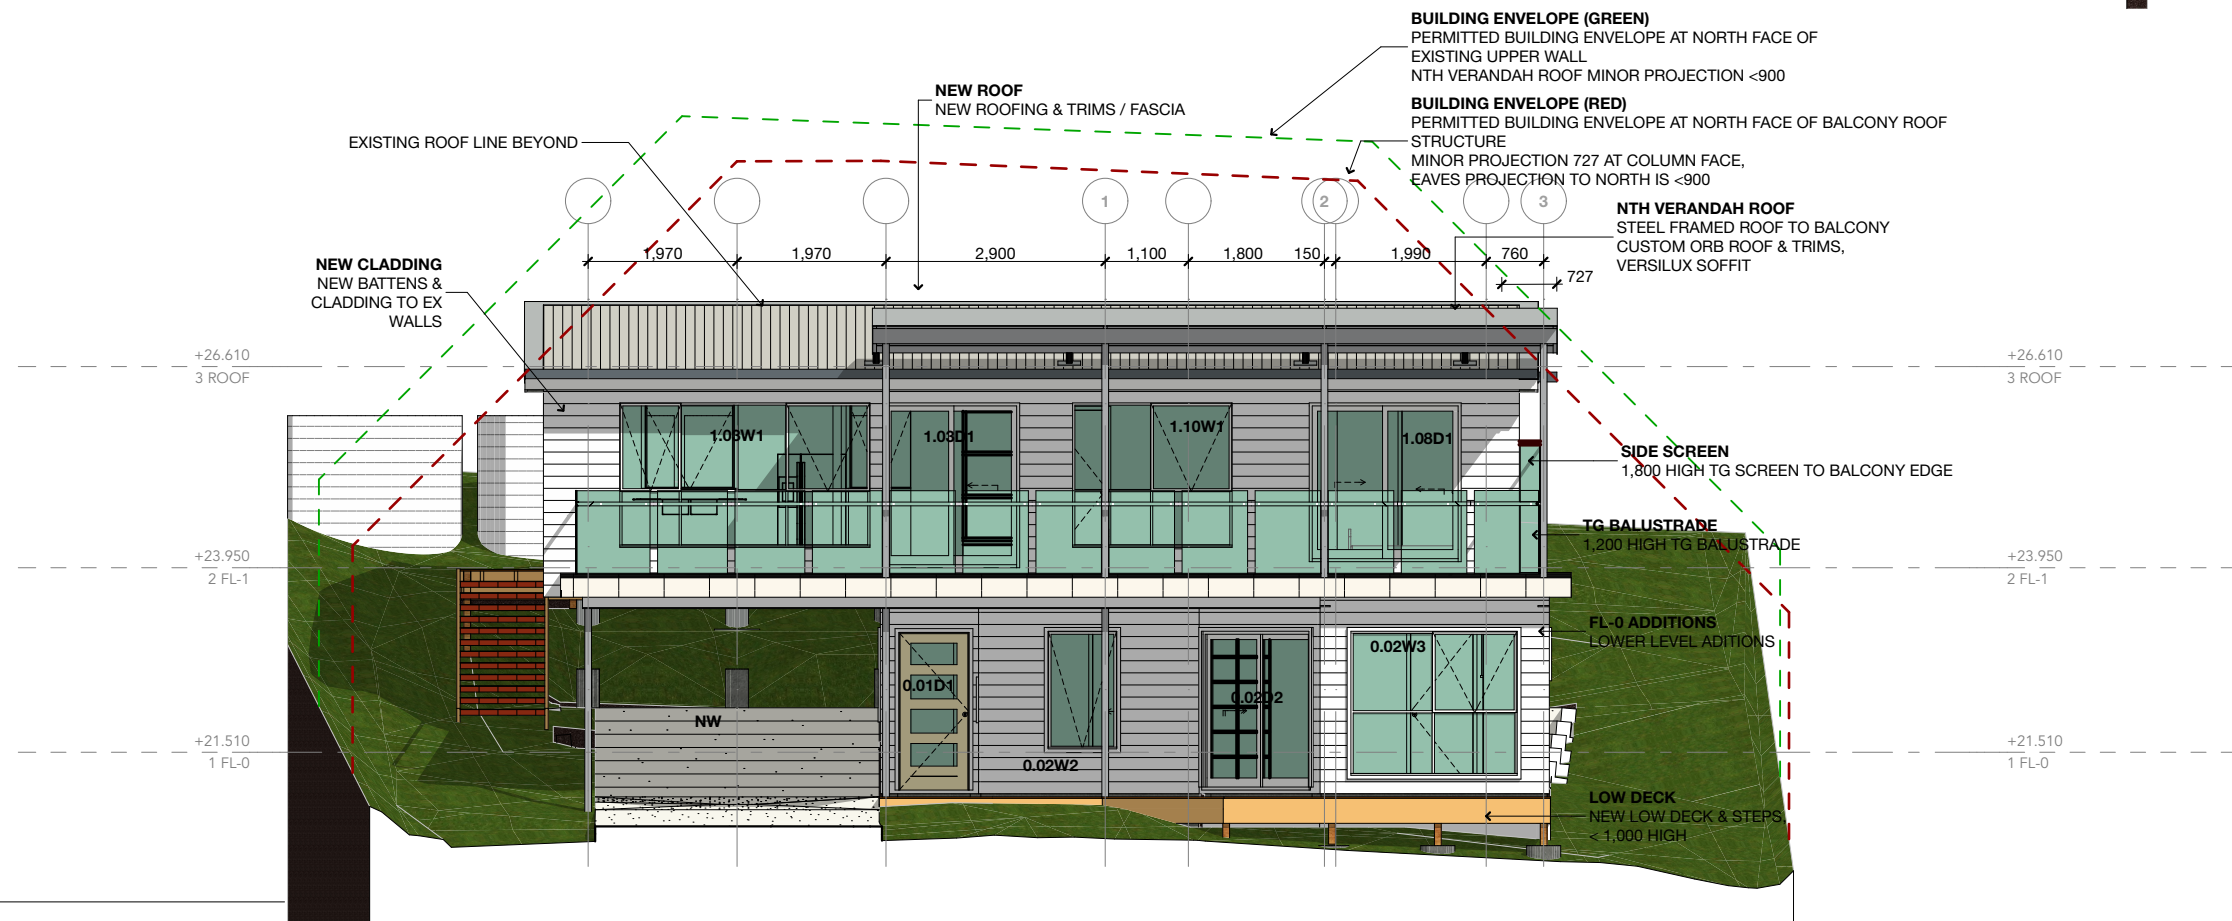 BUILDING ENVELOPE (GREEN)
PERMITTED BUILDING ENVELOPE AT NORTH FACE OF
EXISTING UPPER WALL
NTH VERANDAH ROOF MINOR PROJECTION <900
NEW ROOF
NEW ROOFING & TRIMS / FASCIA
BUILDING ENVELOPE (RED)
PERMITTED BUILDING ENVELOPE AT NORTH FACE OF BALCONY ROOF
STRUCTURE
MINOR PROJECTION 727 AT COLUMN FACE,
EAVES PROJECTION TO NORTH IS <900
EXISTING ROOF LINE BEYOND
1
2
3
NTH VERANDAH ROOF
STEEL FRAMED ROOF TO BALCONY
CUSTOM ORB ROOF & TRIMS,
VERSILUX SOFFIT
1,970
1,970
2,900
1,100
1,800
150
1,990
760
727
NEW CLADDING
NEW BATTENS &
CLADDING TO EX
WALLS
+26.610
3 ROOF
+26.610
3 ROOF
1.03W1
1.03D1
1.10W1
1.08D1
SIDE SCREEN
1,800 HIGH TG SCREEN TO BALCONY EDGE
TG BALUSTRADE
1,200 HIGH TG BALUSTRADE
+23.950
2 FL-1
+23.950
2 FL-1
FL-0 ADDITIONS
LOWER LEVEL ADITIONS
0.02W3
0.01D1
0.02D2
NW
0.02W2
+21.510
1 FL-0
+21.510
1 FL-0
LOW DECK
NEW LOW DECK & STEPS,
< 1,000 HIGH